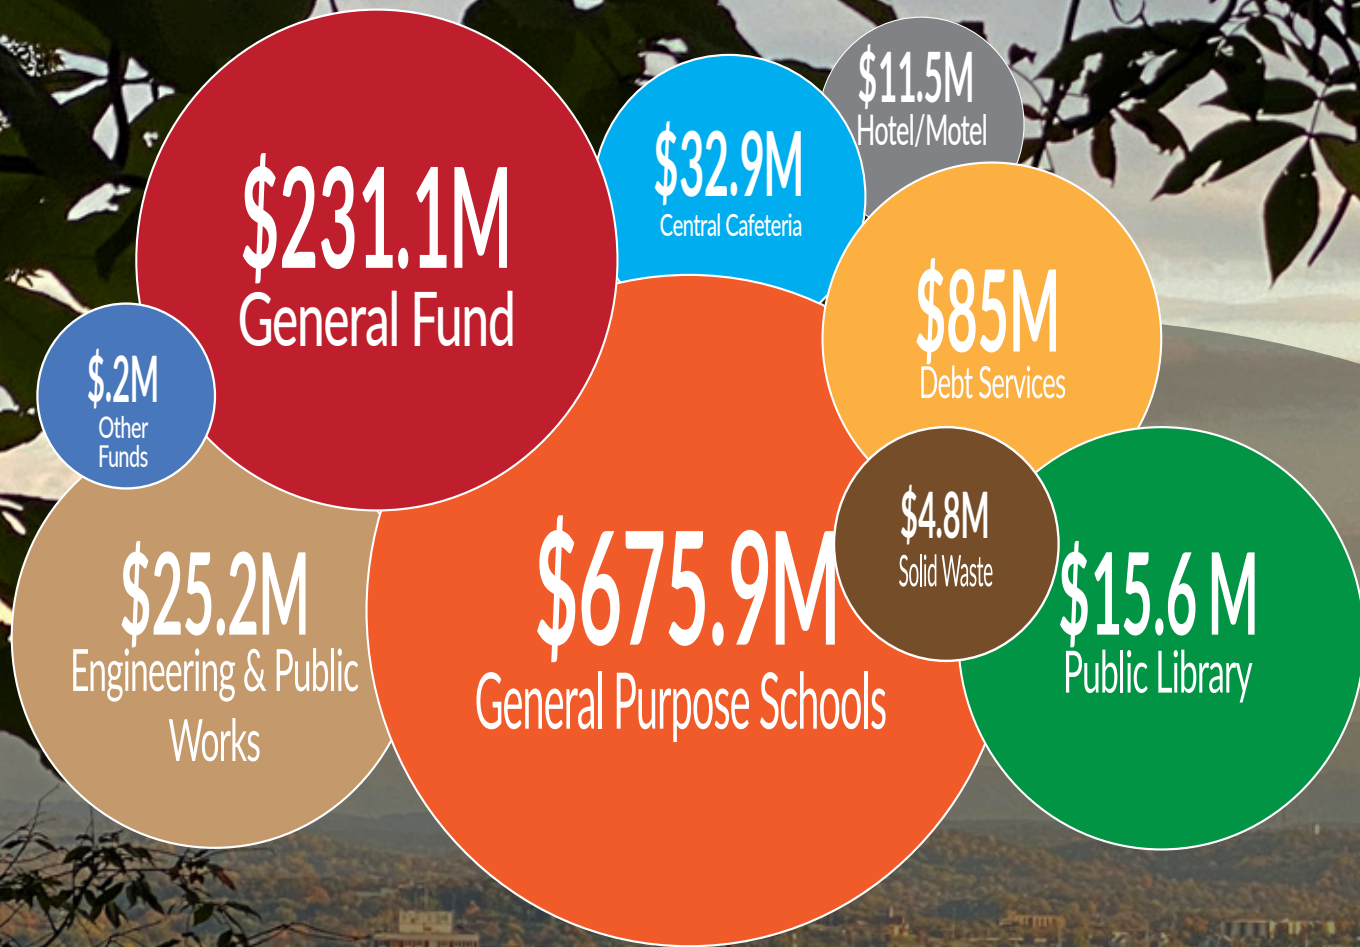 $11.5M
Hotel/Motel
$32.9M
Central Cafeteria
$231.1M
General Fund
$85M
Debt Services
$.2M
Other
Funds
$4.8M
Solid Waste
$25.2M
Engineering & Public
Works
$675.9M
General Purpose Schools
$15.6 M
Public Library